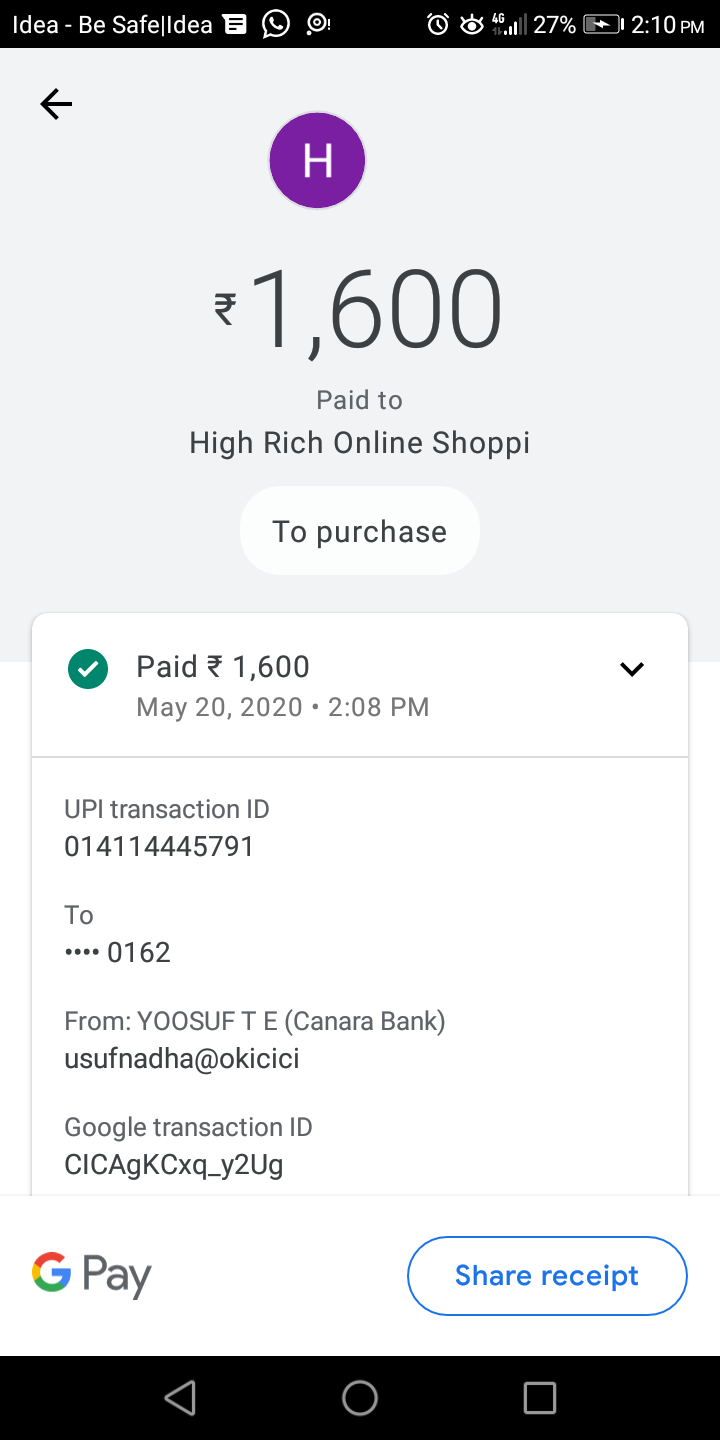 Idea - Be Safe|Idea 4G 27% 2:10 PM
H
₹1,600
Paid to
High Rich Online Shoppi
To purchase
Paid ₹ 1,600
May 20, 2020 • 2:08 PM
UPI transaction ID
014114445791
To
•••• 0162
From: YOOSUF T E (Canara Bank)
usufnadha@okicici
Google transaction ID
CICAgKCxq_y2Ug
G Pay
Share receipt